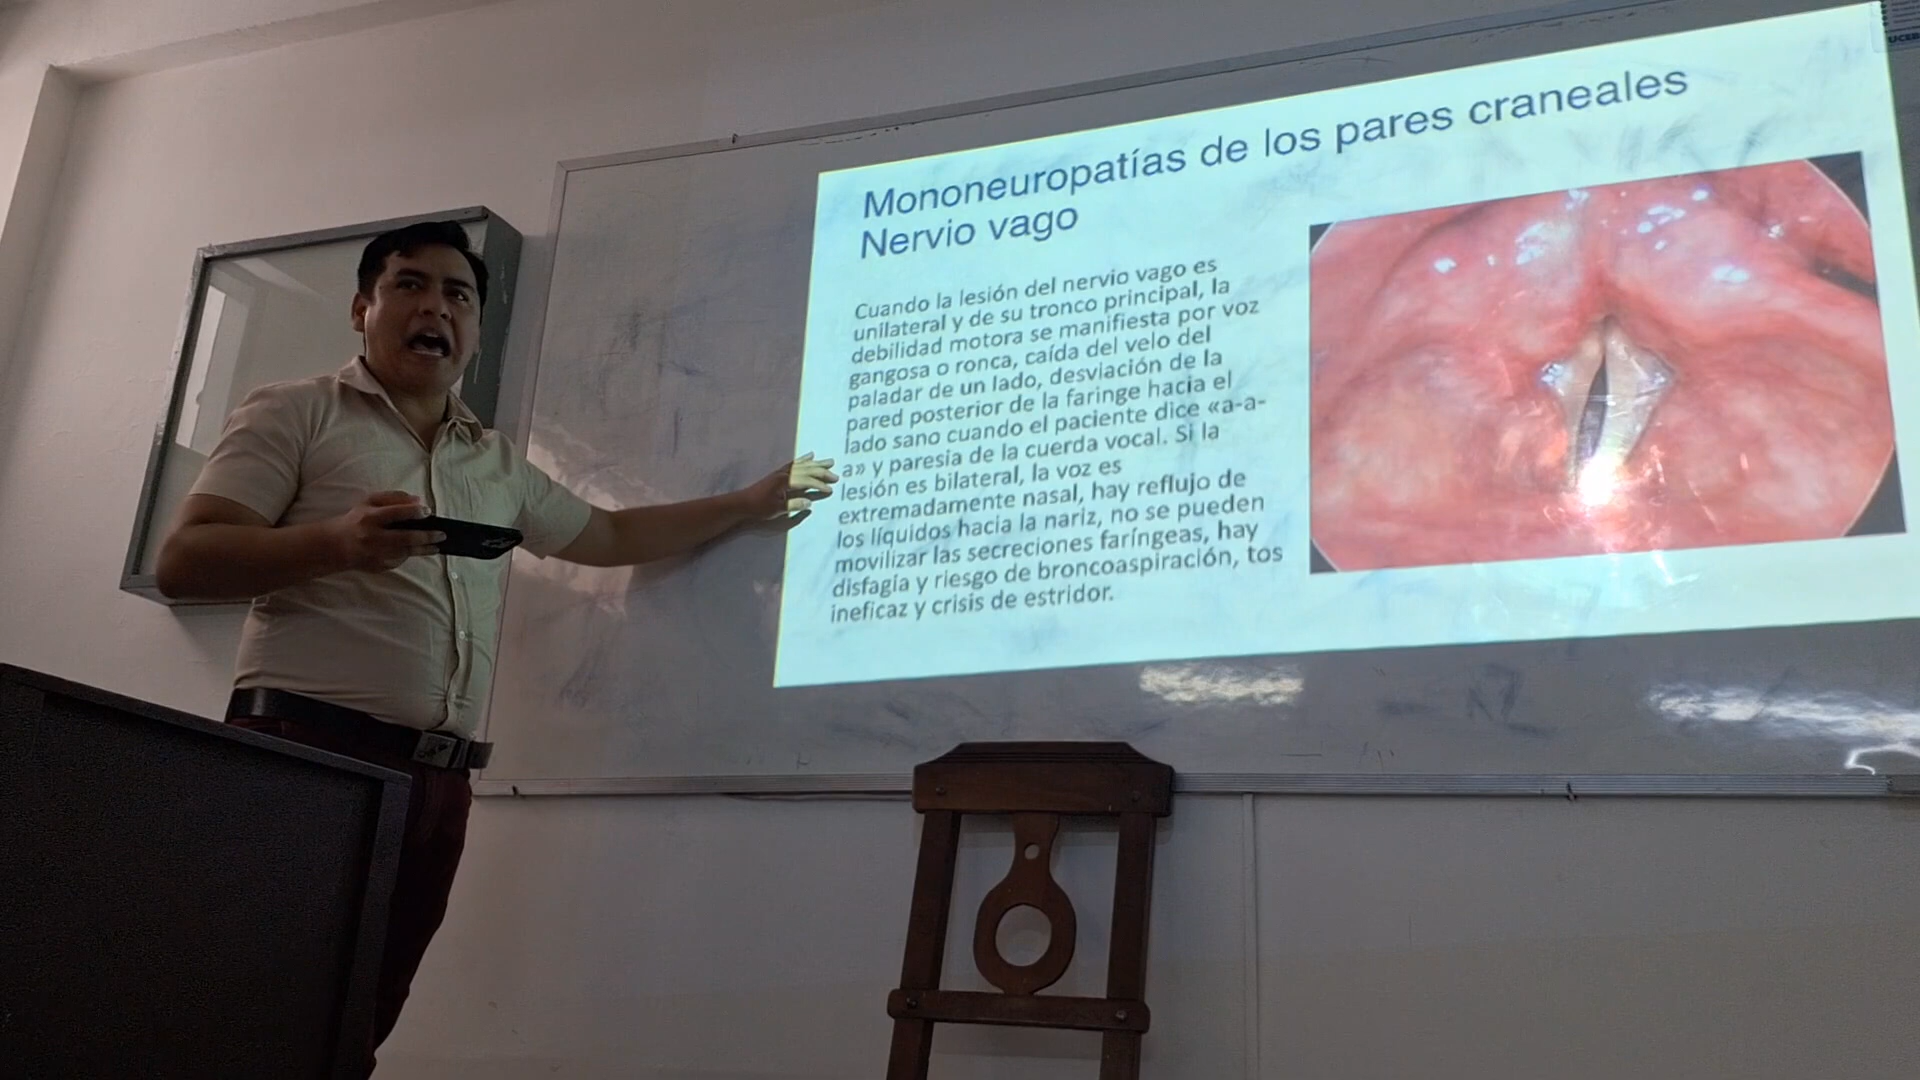 Mononeuropatías de los pares craneales
Nervio vago
Cuando la lesión del nervio vago es
unilateral y de su tronco principal, la
debilidad motora se manifiesta por voz
gangosa o ronca, caída del velo del
paladar de un lado, desviación de la
pared posterior de la faringe hacia el
lado sano cuando el paciente dice «a-a-
a» y paresia de la cuerda vocal. Si la
lesión es bilateral, la voz es
extremadamente nasal, hay reflujo de
los líquidos hacia la nariz, no se pueden
movilizar las secreciones faríngeas, hay
disfagia y riesgo de broncoaspiración, tos
ineficaz y crisis de estridor.